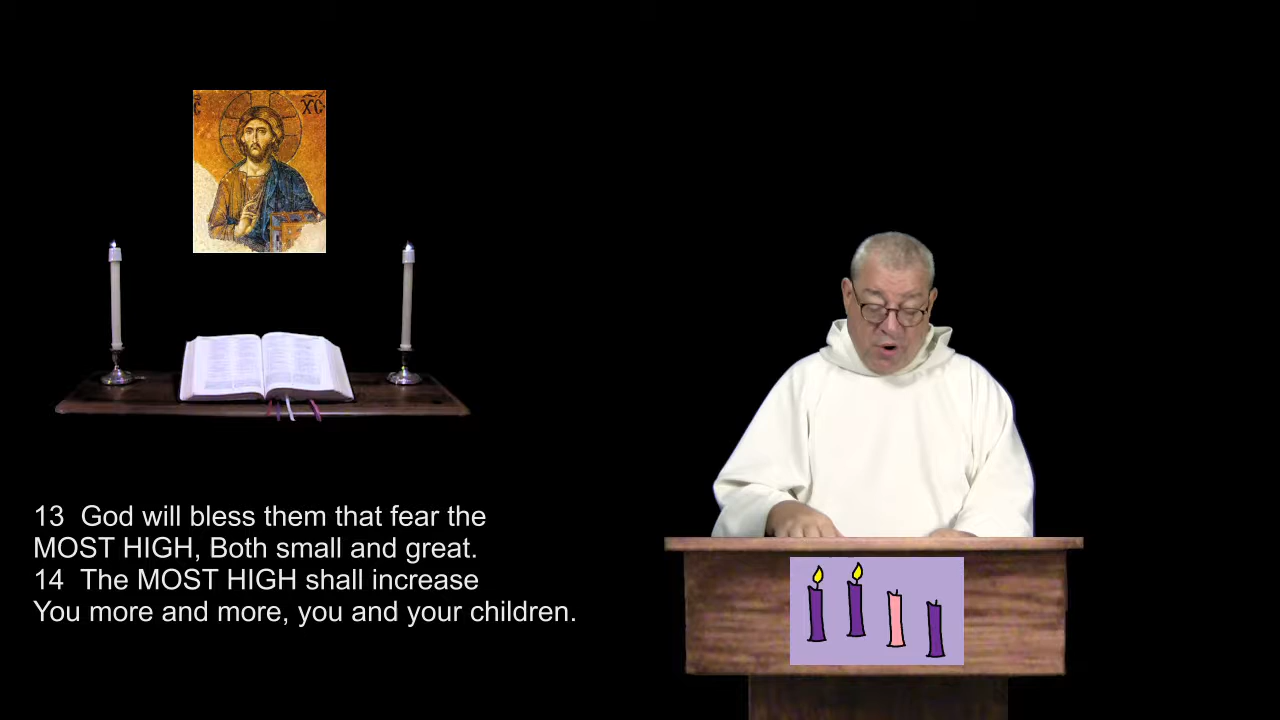 XC
13 God will bless them that fear the
MOST HIGH, Both small and great.
14 The MOST HIGH shall increase
You more and more, you and your children.